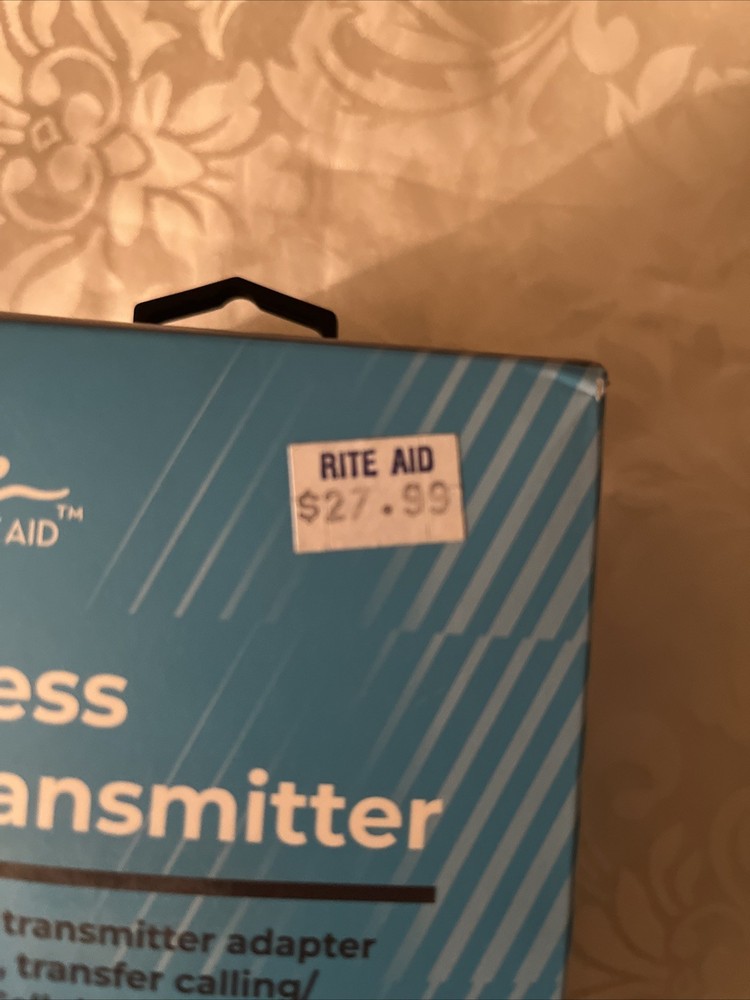 RITE AID
$27.99
AID™
ess
ansmitter
transmitter adapter
, transfer calling/